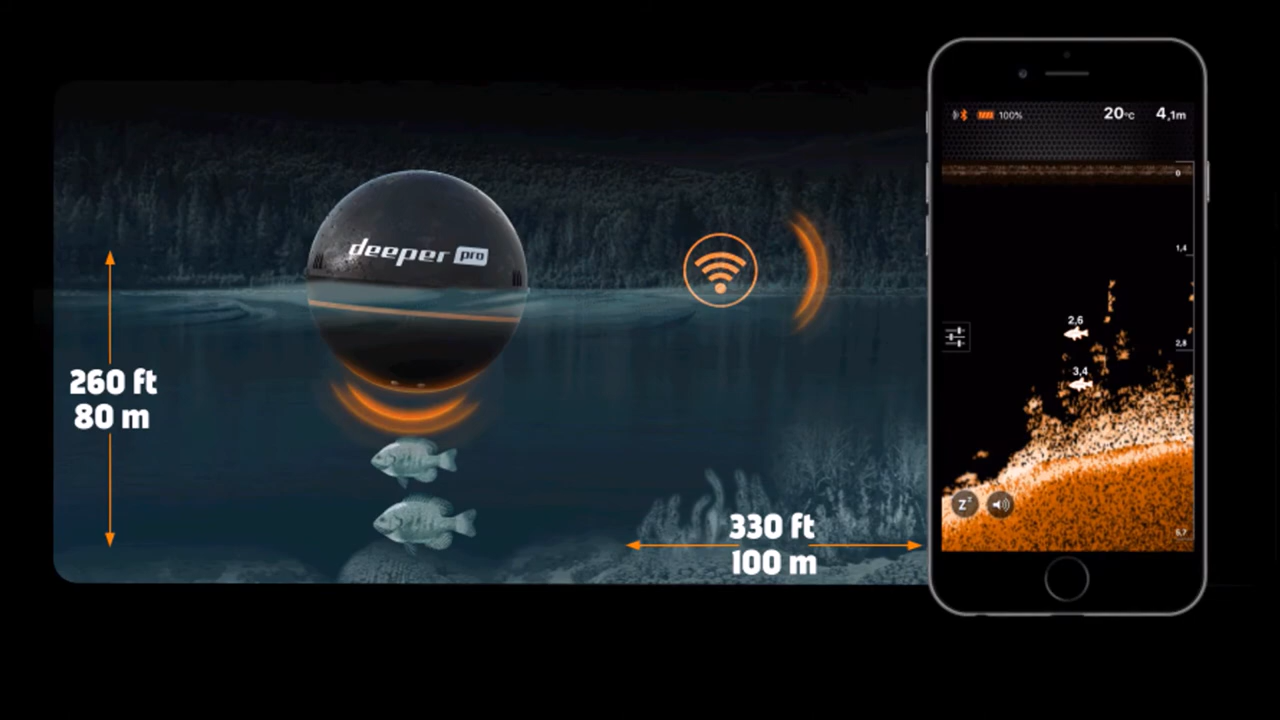 deeper pro
260 ft
80 m
330 ft
100 m
100%
20°C
4,1m
0
1,4
2,6
2,8
3,4
Zz
5,7